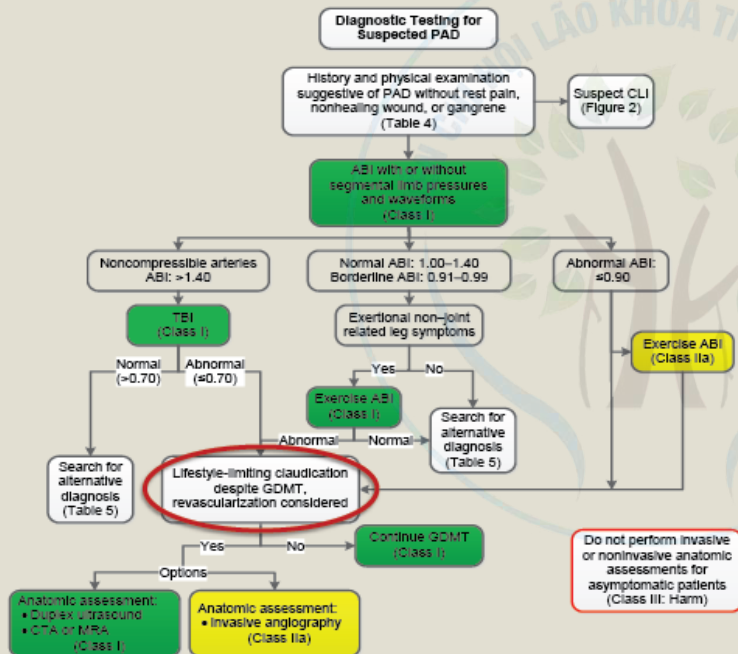 Diagnostic Testing for
Suspected PAD
History and physical examination
suggestive of PAD without rest pain,
nonhealing wound, or gangrene
(Table 4)
Suspect CLI
(Figure 2)
ABI with or without
segmental limb pressures
and waveforms
(Class I)
Noncompressible arteries
ABI: >1.40
Normal ABI: 1.00–1.40
Borderline ABI: 0.91–0.99
Abnormal ABI:
≤0.90
TBI
(Class I)
Exertional non–joint
related leg symptoms
Exercise ABI
(Class IIa)
Normal
(>0.70)
Abnormal
(≤0.70)
Yes
No
Exercise ABI
(Class I)
Abnormal
Normal
Search for
alternative
diagnosis
(Table 5)
Search for
alternative
diagnosis
(Table 5)
Lifestyle-limiting claudication
despite GDMT,
revascularization considered
Yes
No
Continue GDMT
(Class I)
Options
Do not perform invasive
or noninvasive anatomic
assessments for
asymptomatic patients
(Class III: Harm)
Anatomic assessment:
• Duplex ultrasound
• CTA or MRA
(Class I)
Anatomic assessment:
• Invasive angiography
(Class IIa)
LÃO KHOA